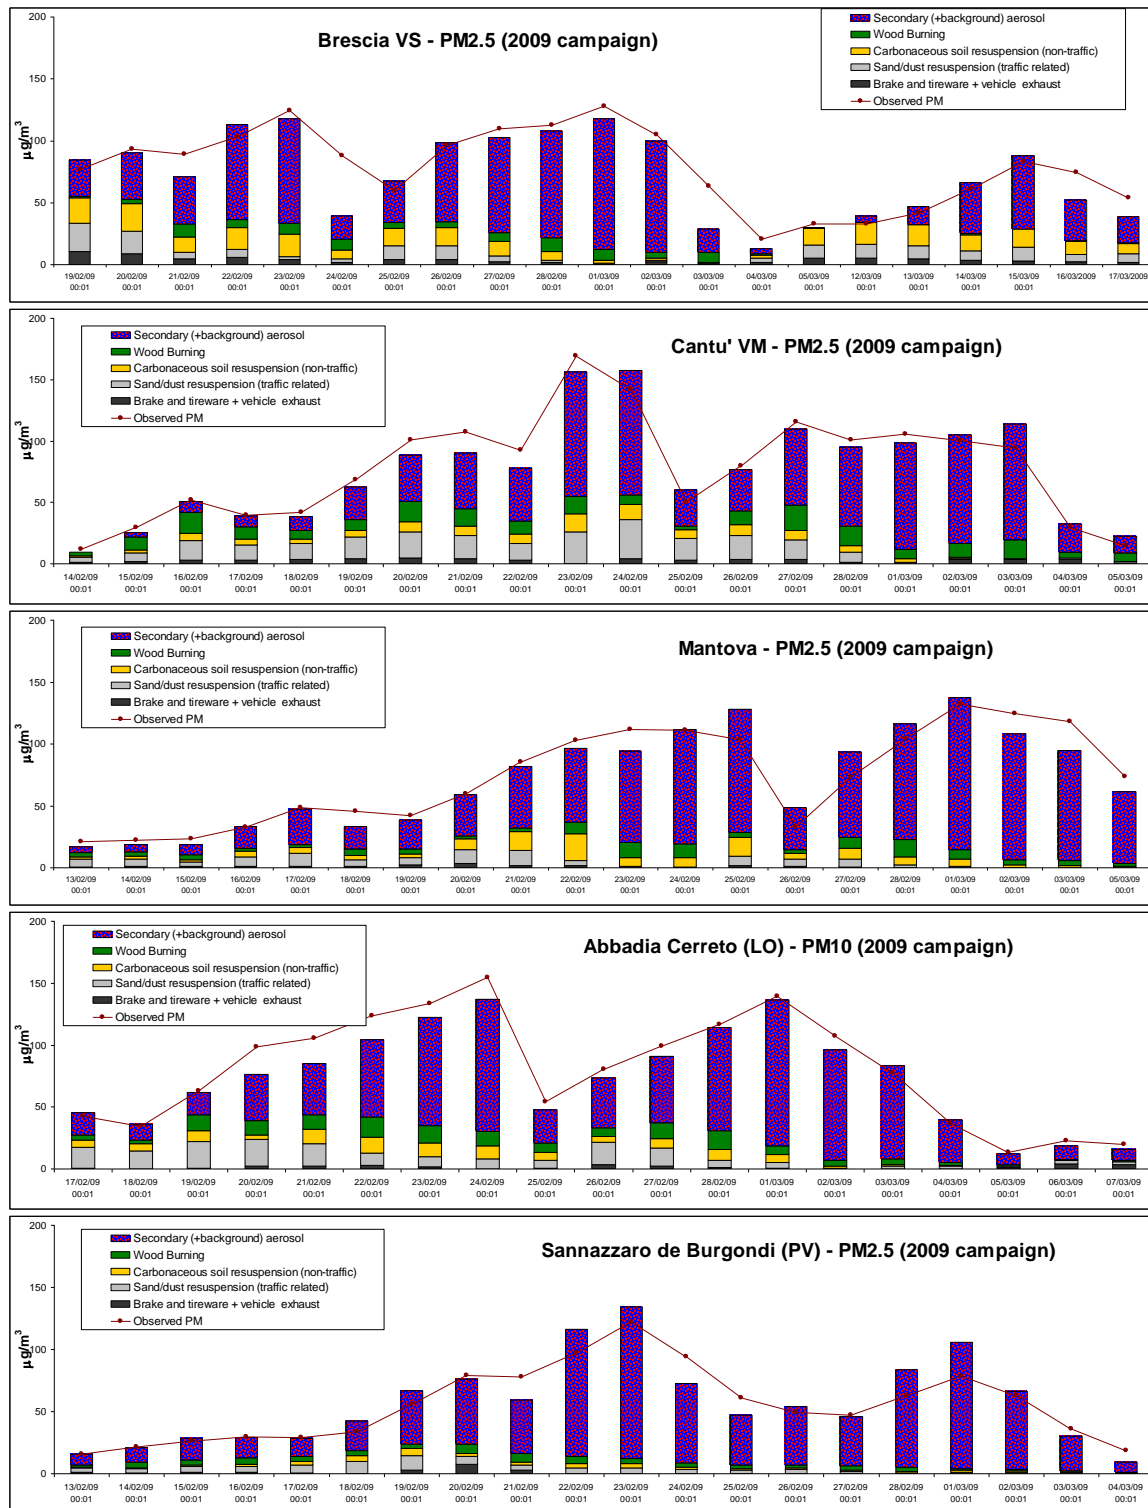 Brescia VS - PM2.5 (2009 campaign)
Secondary (+background) aerosol
Wood Burning
Carbonaceous soil resuspension (non-traffic)
Sand/dust resuspension (traffic related)
Brake and tireware + vehicle exhaust
Observed PM
µg/m³
200
150
100
50
0
19/02/09 20/02/09 21/02/09 22/02/09 23/02/09 24/02/09 25/02/09 26/02/09 27/02/09 28/02/09 01/03/09 02/03/09 03/03/09 04/03/09 05/03/09 12/03/09 13/03/09 14/03/09 15/03/09 16/03/2009 17/03/2009
00:01 00:01 00:01 00:01 00:01 00:01 00:01 00:01 00:01 00:01 00:01 00:01 00:01 00:01 00:01 00:01 00:01 00:01 00:01
Cantu' VM - PM2.5 (2009 campaign)
Secondary (+background) aerosol
Wood Burning
Carbonaceous soil resuspension (non-traffic)
Sand/dust resuspension (traffic related)
Brake and tireware + vehicle exhaust
Observed PM
µg/m³
200
150
100
50
0
14/02/09 15/02/09 16/02/09 17/02/09 18/02/09 19/02/09 20/02/09 21/02/09 22/02/09 23/02/09 24/02/09 25/02/09 26/02/09 27/02/09 28/02/09 01/03/09 02/03/09 03/03/09 04/03/09 05/03/09
00:01 00:01 00:01 00:01 00:01 00:01 00:01 00:01 00:01 00:01 00:01 00:01 00:01 00:01 00:01 00:01 00:01 00:01 00:01 00:01
Mantova - PM2.5 (2009 campaign)
Secondary (+background) aerosol
Wood Burning
Carbonaceous soil resuspension (non-traffic)
Sand/dust resuspension (traffic related)
Brake and tireware + vehicle exhaust
Observed PM
µg/m³
200
150
100
50
0
13/02/09 14/02/09 15/02/09 16/02/09 17/02/09 18/02/09 19/02/09 20/02/09 21/02/09 22/02/09 23/02/09 24/02/09 25/02/09 26/02/09 27/02/09 28/02/09 01/03/09 02/03/09 03/03/09 05/03/09
00:01 00:01 00:01 00:01 00:01 00:01 00:01 00:01 00:01 00:01 00:01 00:01 00:01 00:01 00:01 00:01 00:01 00:01 00:01 00:01
Abbadia Cerreto (LO) - PM10 (2009 campaign)
Secondary (+background) aerosol
Wood Burning
Carbonaceous soil resuspension (non-traffic)
Sand/dust resuspension (traffic related)
Brake and tireware + vehicle exhaust
Observed PM
µg/m³
200
150
100
50
0
17/02/09 18/02/09 19/02/09 20/02/09 21/02/09 22/02/09 23/02/09 24/02/09 25/02/09 26/02/09 27/02/09 28/02/09 01/03/09 02/03/09 03/03/09 04/03/09 05/03/09 06/03/09 07/03/09
00:01 00:01 00:01 00:01 00:01 00:01 00:01 00:01 00:01 00:01 00:01 00:01 00:01 00:01 00:01 00:01 00:01 00:01 00:01
Sannazzaro de Burgondi (PV) - PM2.5 (2009 campaign)
Secondary (+background) aerosol
Wood Burning
Carbonaceous soil resuspension (non-traffic)
Sand/dust resuspension (traffic related)
Brake and tireware + vehicle exhaust
Observed PM
µg/m³
200
150
100
50
0
13/02/09 14/02/09 15/02/09 16/02/09 17/02/09 18/02/09 19/02/09 20/02/09 21/02/09 22/02/09 23/02/09 24/02/09 25/02/09 26/02/09 27/02/09 28/02/09 01/03/09 02/03/09 03/03/09 04/03/09
00:01 00:01 00:01 00:01 00:01 00:01 00:01 00:01 00:01 00:01 00:01 00:01 00:01 00:01 00:01 00:01 00:01 00:01 00:01 00:01